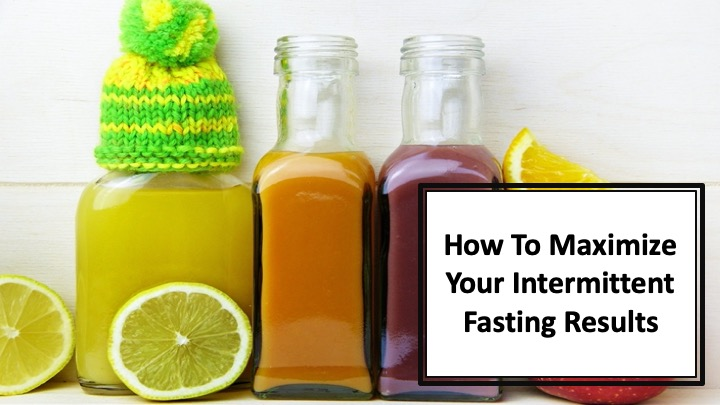 How To Maximize
Your Intermittent
Fasting Results